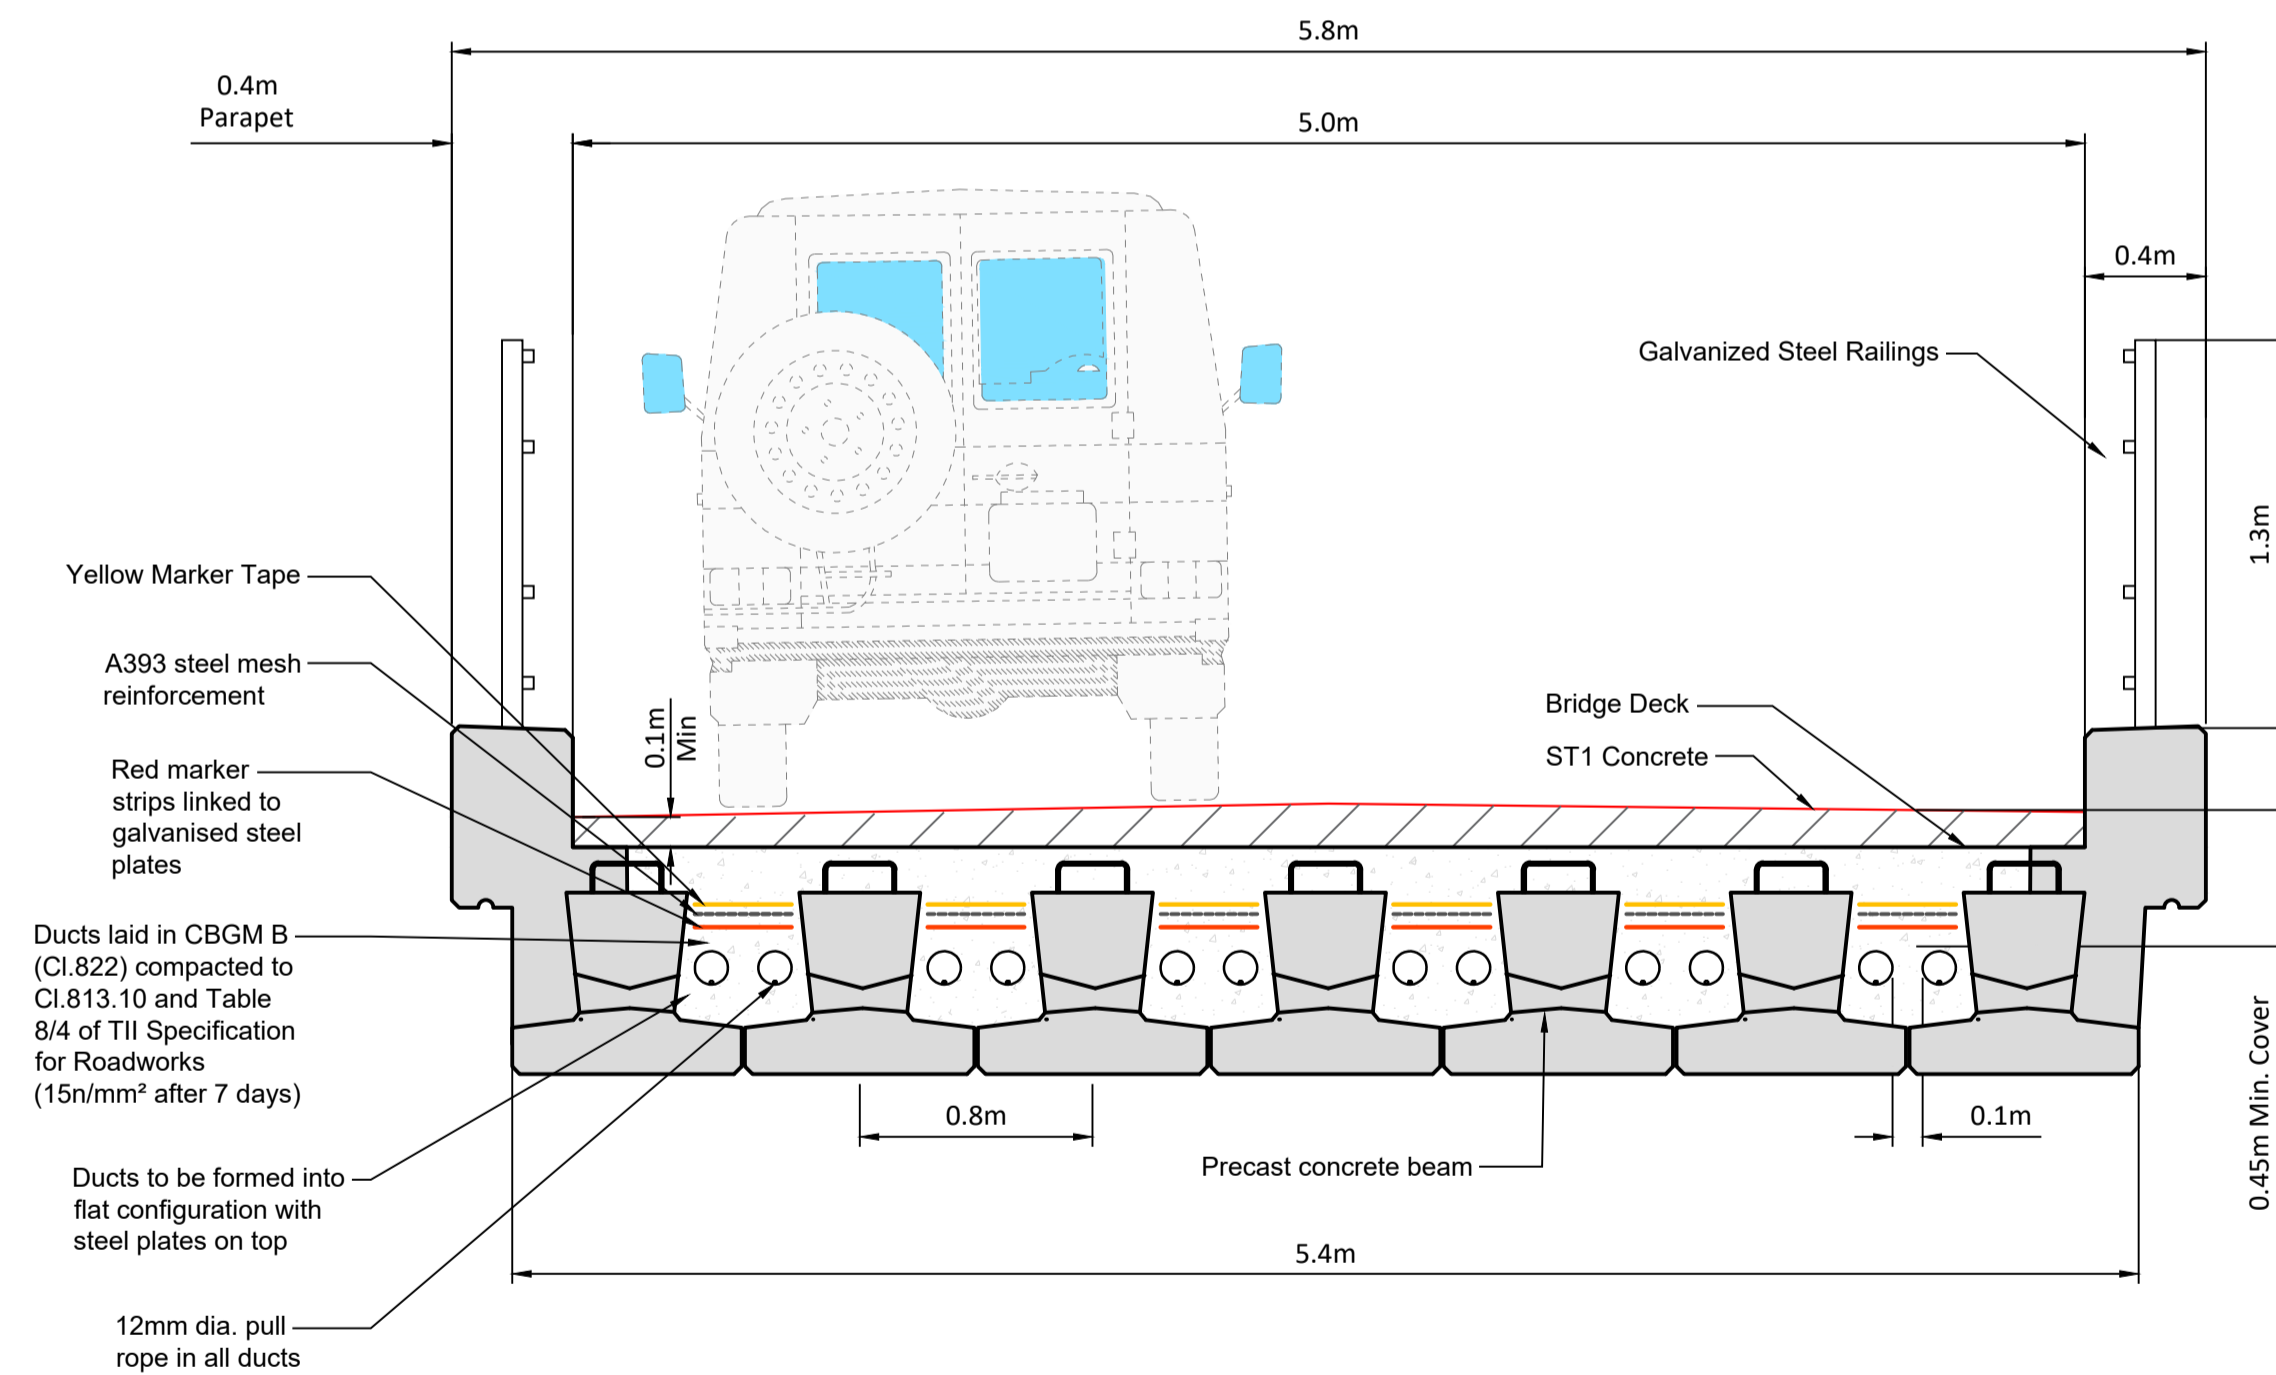 5.8m
0.4m
Parapet
5.0m
0.4m
Galvanized Steel Railings
1.3m
Yellow Marker Tape
A393 steel mesh
reinforcement
0.1m
Min
Bridge Deck
ST1 Concrete
Red marker
strips linked to
galvanised steel
plates
Ducts laid in CBGM B
(Cl.822) compacted to
Cl.813.10 and Table
8/4 of TII Specification
for Roadworks
(15n/mm² after 7 days)
0.45m Min. Cover
0.8m
0.1m
Precast concrete beam
Ducts to be formed into
flat configuration with
steel plates on top
5.4m
12mm dia. pull
rope in all ducts